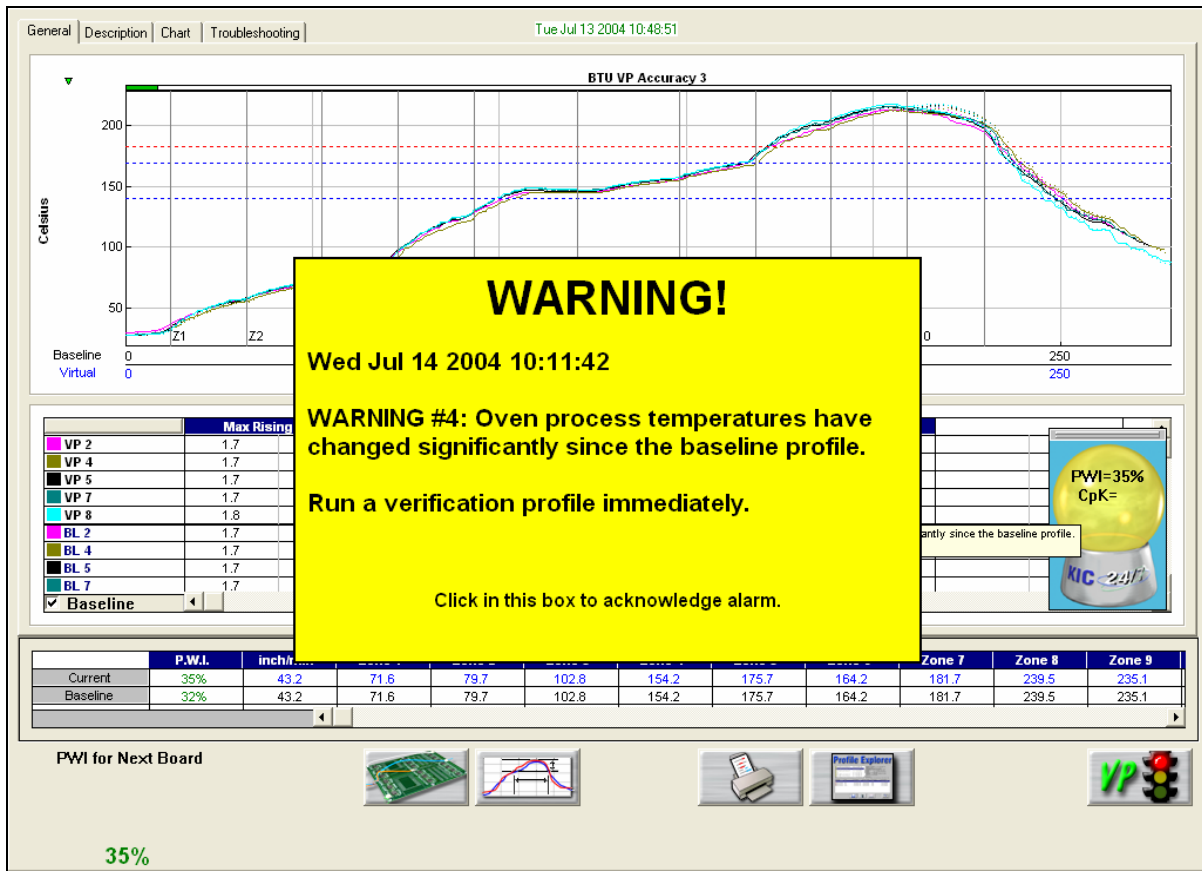 General Description Chart Troubleshooting Tue Jul 13 2004 10:48:51
BTU VP Accuracy 3
Celsius
200
150
100
50
Z1 Z2
Baseline 0 250
Virtual 0 250
WARNING!
Wed Jul 14 2004 10:11:42
WARNING #4: Oven process temperatures have
changed significantly since the baseline profile.
Run a verification profile immediately.
Click in this box to acknowledge alarm.
Max Rising
VP 2 1.7
VP 4 1.7
VP 5 1.7
VP 7 1.7
VP 8 1.8
BL 2 1.7
BL 4 1.7
BL 5 1.7
BL 7 1.7
Baseline
PWI=35%
CpK=
since the baseline profile.
KIC 24/7
P.W.I. Zone 7 Zone 8 Zone 9
Current 35% 43.2 71.6 79.7 102.8 154.2 175.7 164.2 181.7 239.5 235.1
Baseline 32% 43.2 71.6 79.7 102.8 154.2 175.7 164.2 181.7 239.5 235.1
PWI for Next Board
Profile Explorer
VP
35%